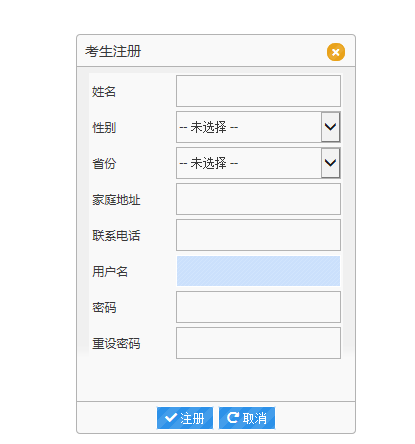 考生注册
姓名
性别 -- 未选择 --
省份 -- 未选择 --
家庭地址
联系电话
用户名
密码
重设密码
注册 取消